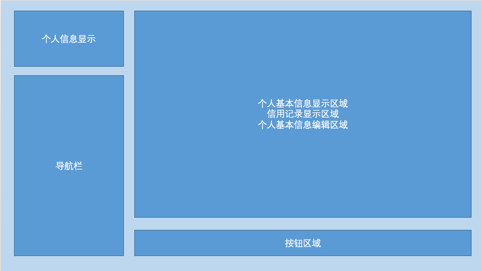 个人信息显示
导航栏
个人基本信息显示区域
信用记录显示区域
个人基本信息编辑区域
按钮区域